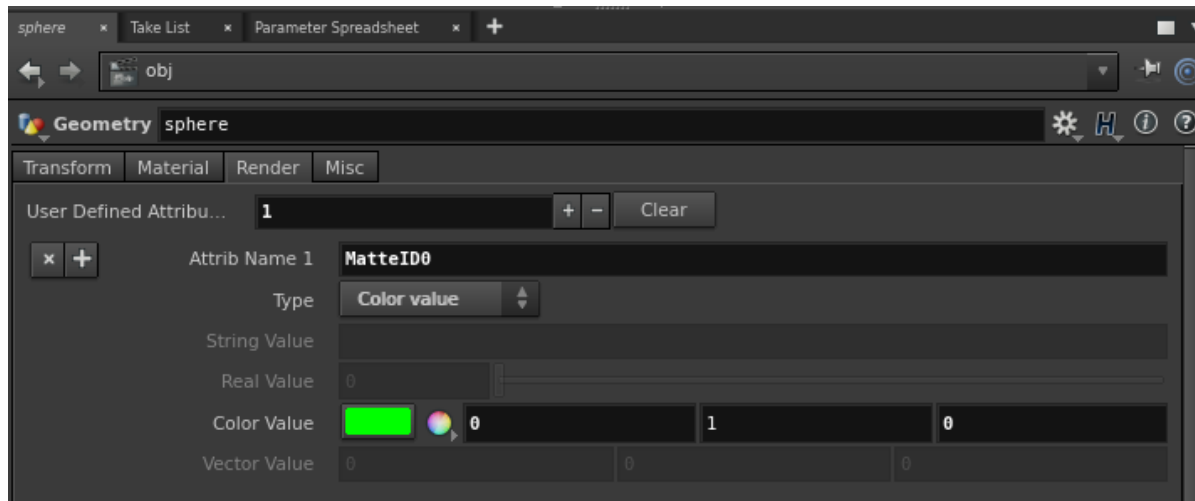 sphere × Take List × Parameter Spreadsheet × +
obj
Geometry sphere
Transform Material Render Misc
User Defined Attribu... 1 + - Clear
× + Attrib Name 1 MatteID0
Type Color value
String Value
Real Value 0
Color Value 0 1 0
Vector Value 0 0 0